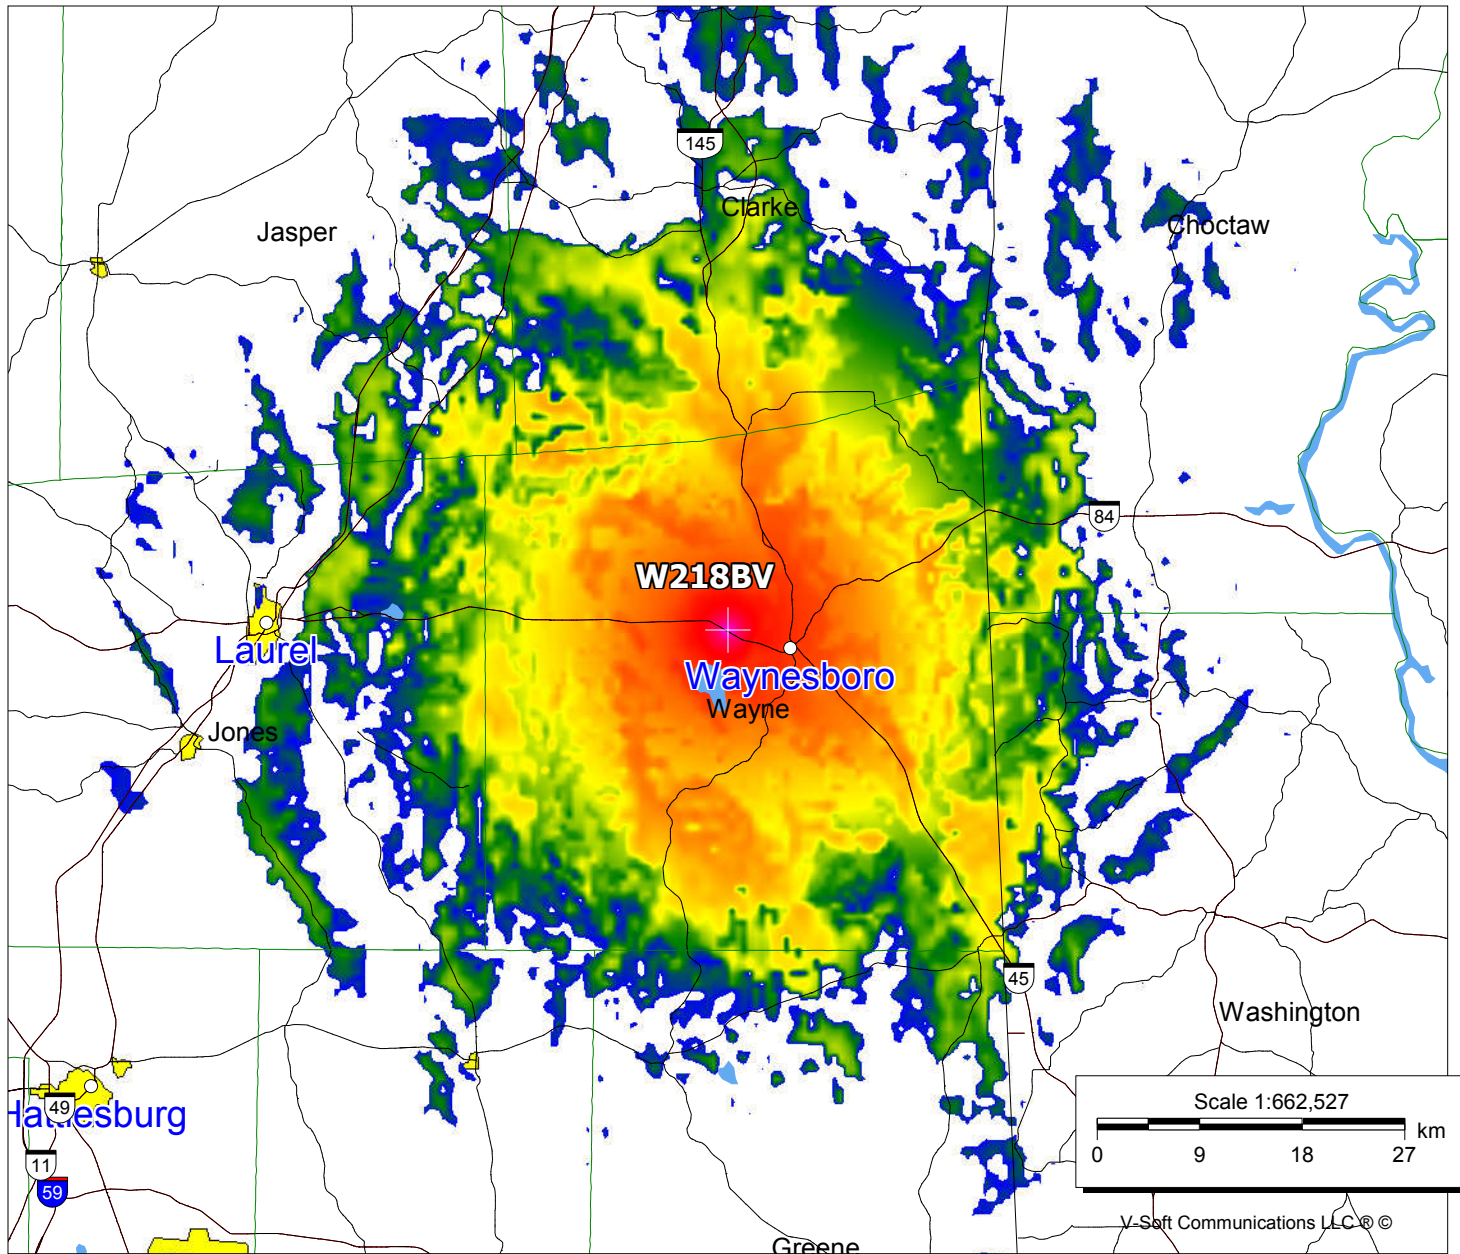 145
Clarke
Jasper
Choctaw
84
W218BV
Laurel
Waynesboro
Wayne
Jones
45
Washington
Hattiesburg
49
11
59
Scale 1:662,527
km
0 9 18 27
V-Soft Communications LLC ® ©
Greene